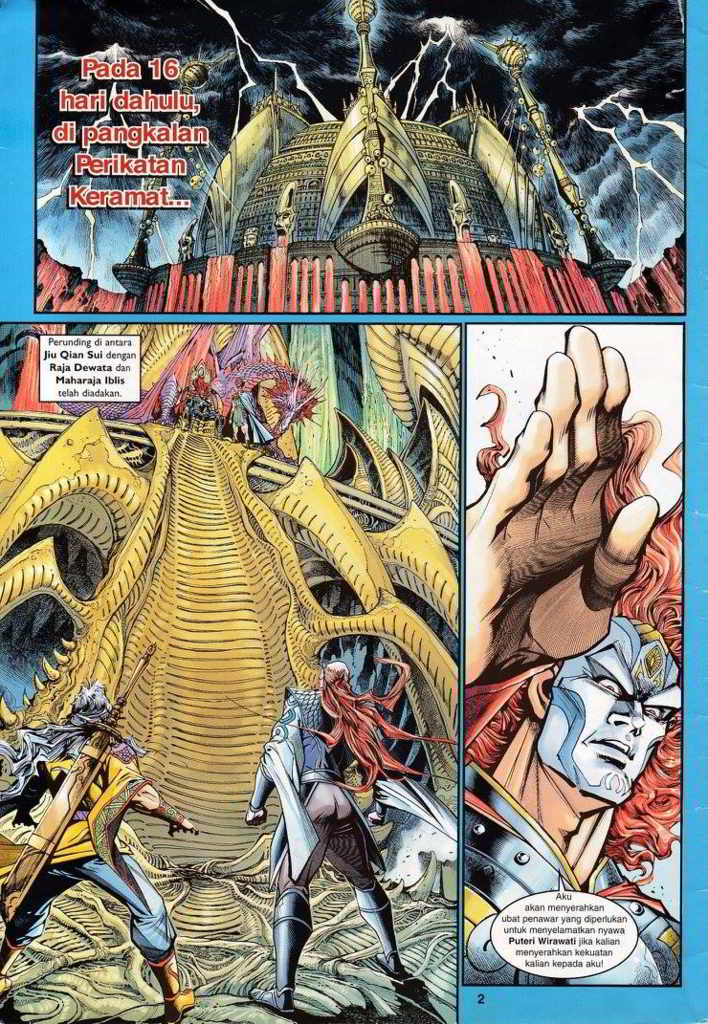 Pada 16
hari dahulu,
di pangkalan
Perikatan
Keramat...
Perunding di antara
Jiu Qian Sui dengan
Raja Dewata dan
Maharaja Iblis
telah diadakan.
Aku
akan menyerahkan
ubat penawar yang diperlukan
untuk menyelamatkan nyawa
Puteri Wirawati jika kalian
menyerahkan kekuatan
kalian kepada aku!
2